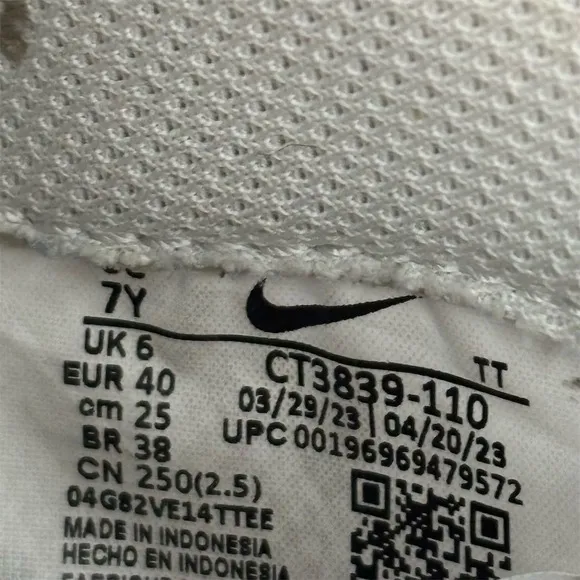 7Y
UK 6
EUR 40
cm 25
BR 38
CN 250(2.5)
04G82VE14TTEE
MADE IN INDONESIA
HECHO EN INDONESIA
TT
CT3839-110
03/29/23 | 04/20/23
UPC 00196969479572